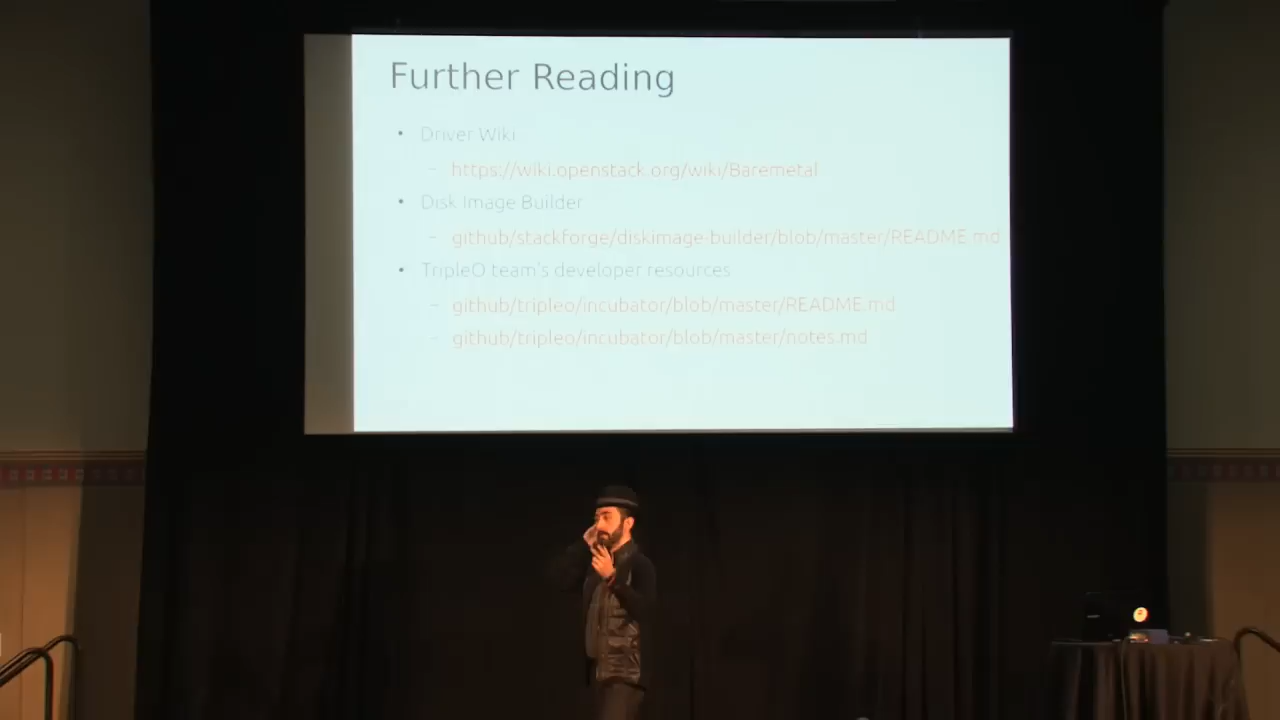 Further Reading
• Driver Wiki
– https://wiki.openstack.org/wiki/Baremetal
• Disk Image Builder
– github/stackforge/diskimage-builder/blob/master/README.md
• TripleO team's developer resources
– github/tripleo/incubator/blob/master/README.md
– github/tripleo/incubator/blob/master/notes.md